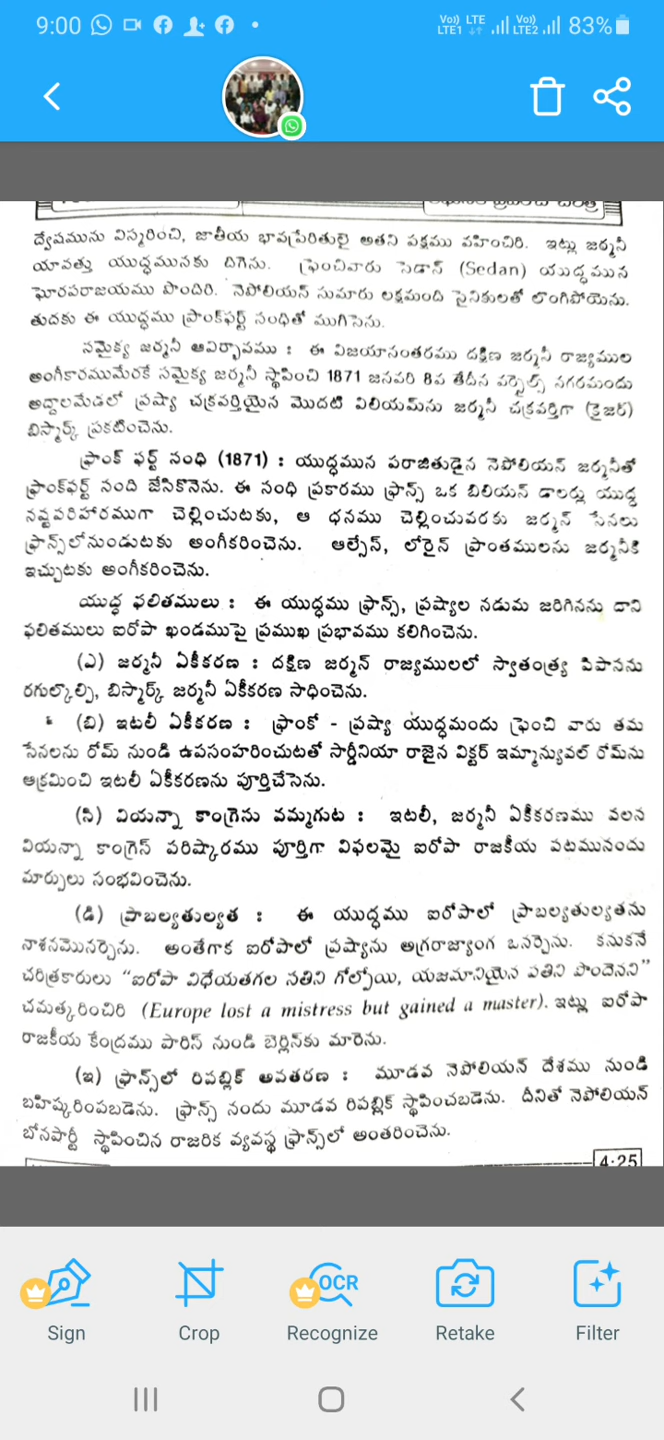 9:00
Vo)) LTE LTE1 Vo)) LTE2 83%
ద్వేషమును విస్మరించి, జాతీయ భావప్రేరితులై అతని పక్షము వహించిరి. ఇట్లు జర్మనీ
యావత్తు యుద్ధమునకు దిగెను. ఫ్రెంచివారు సెడాన్ (Sedan) యుద్ధమున
ఘోరపరాజయము పొందిరి. నెపోలియన్ సుమారు లక్షమంది సైనికులతో లొంగిపోయెను.
తుదకు ఈ యుద్ధము ఫ్రాంక్‌ఫర్ట్ సంధితో ముగిసెను.
సమైక్య జర్మనీ ఆవిర్భావము : ఈ విజయానంతరము దక్షిణ జర్మనీ రాజ్యముల
అంగీకారముమేరకే సమైక్య జర్మనీ స్థాపించి 1871 జనవరి 8వ తేదీన వర్సైల్స్ నగరమందు
అద్దాలమేడలో ప్రష్యా చక్రవర్తియైన మొదటి విలియమ్‌ను జర్మనీ చక్రవర్తిగా (కైజర్)
బిస్మార్క్ ప్రకటించెను.
ఫ్రాంక్ ఫర్ట్ సంధి (1871) : యుద్ధమున పరాజితుడైన నెపోలియన్ జర్మనీతో
ఫ్రాంక్‌ఫర్ట్ సంది జేసికొనెను. ఈ సంధి ప్రకారము ఫ్రాన్స్ ఒక బిలియన్ డాలర్లు యుద్ధ
నష్టపరిహారముగా చెల్లించుటకు, ఆ ధనము చెల్లించువరకు జర్మన్ సేనలు
ఫ్రాన్స్‌లోనుండుటకు అంగీకరించెను. ఆల్సేన్, లోరైన్ ప్రాంతములను జర్మనీకి
ఇచ్చుటకు అంగీకరించెను.
యుద్ధ ఫలితములు : ఈ యుద్ధము ఫ్రాన్స్, ప్రష్యాల నడుమ జరిగినను దాని
ఫలితములు ఐరోపా ఖండముపై ప్రముఖ ప్రభావము కలిగించెను.
(ఎ) జర్మనీ ఏకీకరణ : దక్షిణ జర్మన్ రాజ్యములలో స్వాతంత్ర్య పిపాసను
రగుల్కొల్పి, బిస్మార్క్ జర్మనీ ఏకీకరణ సాధించెను.
(బి) ఇటలీ ఏకీకరణ : ఫ్రాంకో - ప్రష్యా యుద్ధమందు ఫ్రెంచి వారు తమ
సేనలను రోమ్ నుండి ఉపసంహరించుటతో సార్డీనియా రాజైన విక్టర్ ఇమ్మాన్యువల్ రోమ్‌ను
ఆక్రమించి ఇటలీ ఏకీకరణను పూర్తిచేసెను.
(సి) వియన్నా కాంగ్రెసు వమ్మగుట : ఇటలీ, జర్మనీ ఏకీకరణము వలన
వియన్నా కాంగ్రెస్ పరిష్కారము పూర్తిగా విఫలమై ఐరోపా రాజకీయ పటమునందు
మార్పులు సంభవించెను.
(డి) ప్రాబల్యతుల్యత : ఈ యుద్ధము ఐరోపాలో ప్రాబల్యతుల్యతను
నాశనమొనర్చెను. అంతేగాక ఐరోపాలో ప్రష్యాను అగ్రరాజ్యంగ ఒనర్చెను. కనుకనే
చరిత్రకారులు "ఐరోపా విధేయతగల సతిని గోల్పోయి, యజమానియైన పతిని పొందెనని"
చమత్కరించిరి (Europe lost a mistress but gained a master). ఇట్లు ఐరోపా
రాజకీయ కేంద్రము పారిస్ నుండి బెర్లిన్‌కు మారెను.
(ఇ) ఫ్రాన్స్‌లో రిపబ్లిక్ అవతరణ : మూడవ నెపోలియన్ దేశము నుండి
బహిష్కరింపబడెను. ఫ్రాన్స్ నందు మూడవ రిపబ్లిక్ స్థాపించబడెను. దీనితో నెపోలియన్
బోనపార్టీ స్థాపించిన రాజరిక వ్యవస్థ ఫ్రాన్స్‌లో అంతరించెను.
4.25
OCR
Sign Crop Recognize Retake Filter